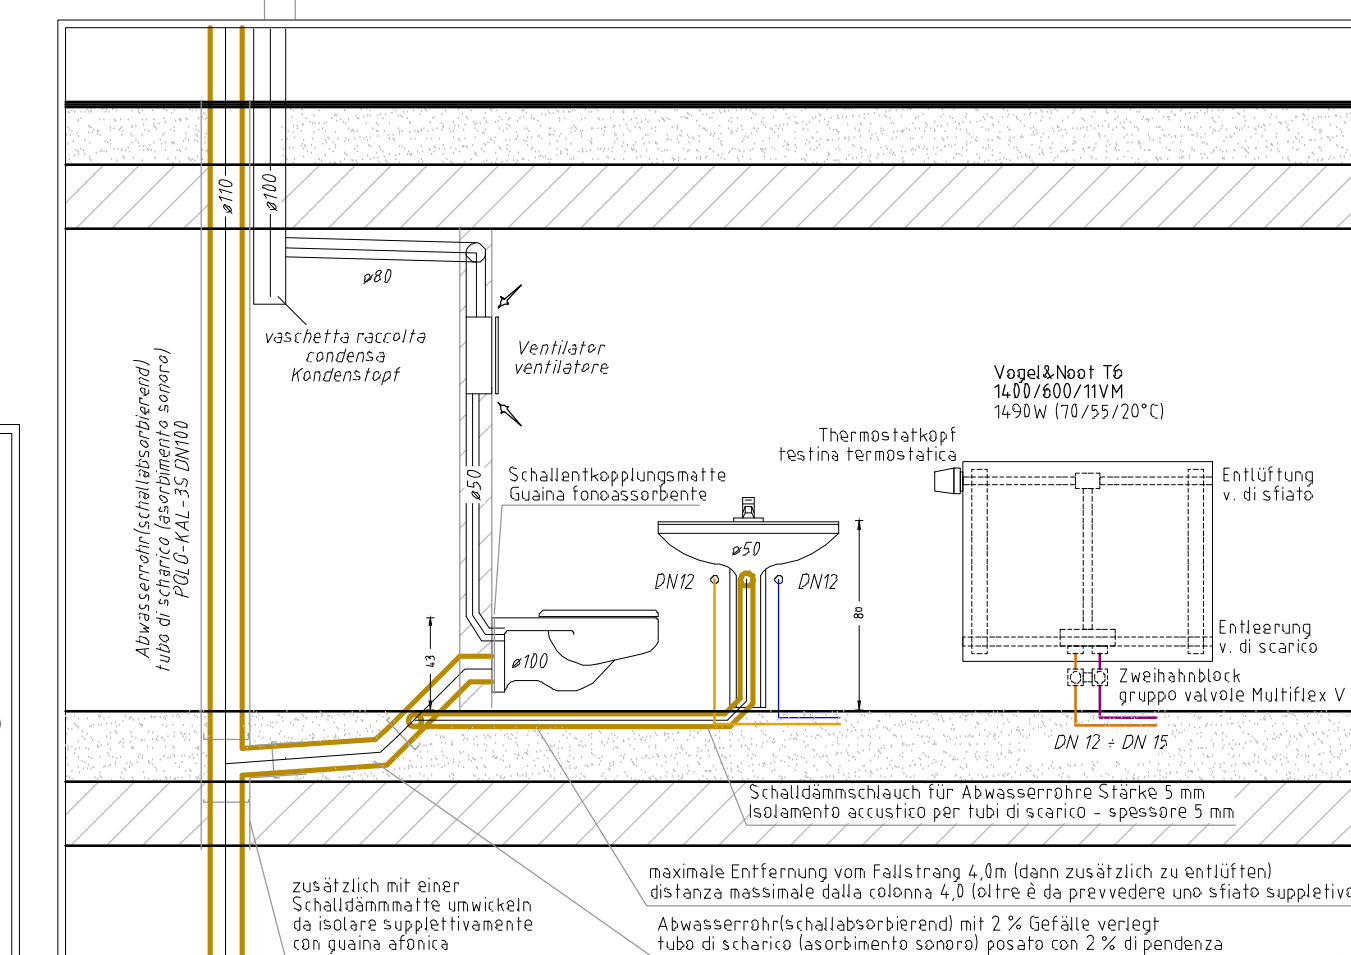 ø110
ø100
ø80
vaschetta raccolta
condensa
Kondenstopf
Ventilator
ventilatore
Abwasserrohr(schallabsorbierend)
tubo di scharico (asorbimento sonoro)
POLO-KAL-3S DN100
ø50
Schallentkopplungsmatte
Guaina fonoassorbente
Vogel&Noot T6
1400/600/11VM
1490W (70/55/20°C)
Thermostatkopf
testina termostatica
Entlüftung
v. di sfiato
ø50
DN12
DN12
80
43
ø100
Entleerung
v. di scarico
Zweihahnblock
gruppo valvole Multiflex V
DN 12 ÷ DN 15
Schalldämmschlauch für Abwasserrohre Stärke 5 mm
Isolamento accustico per tubi di scarico - spessore 5 mm
maximale Entfernung vom Fallstrang 4,0m (dann zusätzlich zu entlüften)
distanza massimale dalla colonna 4,0 (oltre è da prevvedere uno sfiato suppletivo
zusätzlich mit einer
Schalldämmmatte umwickeln
da isolare supplettivamente
con guaina afonica
Abwasserrohr(schallabsorbierend) mit 2 % Gefälle verlegt
tubo di scharico (asorbimento sonoro) posato con 2 % di pendenza